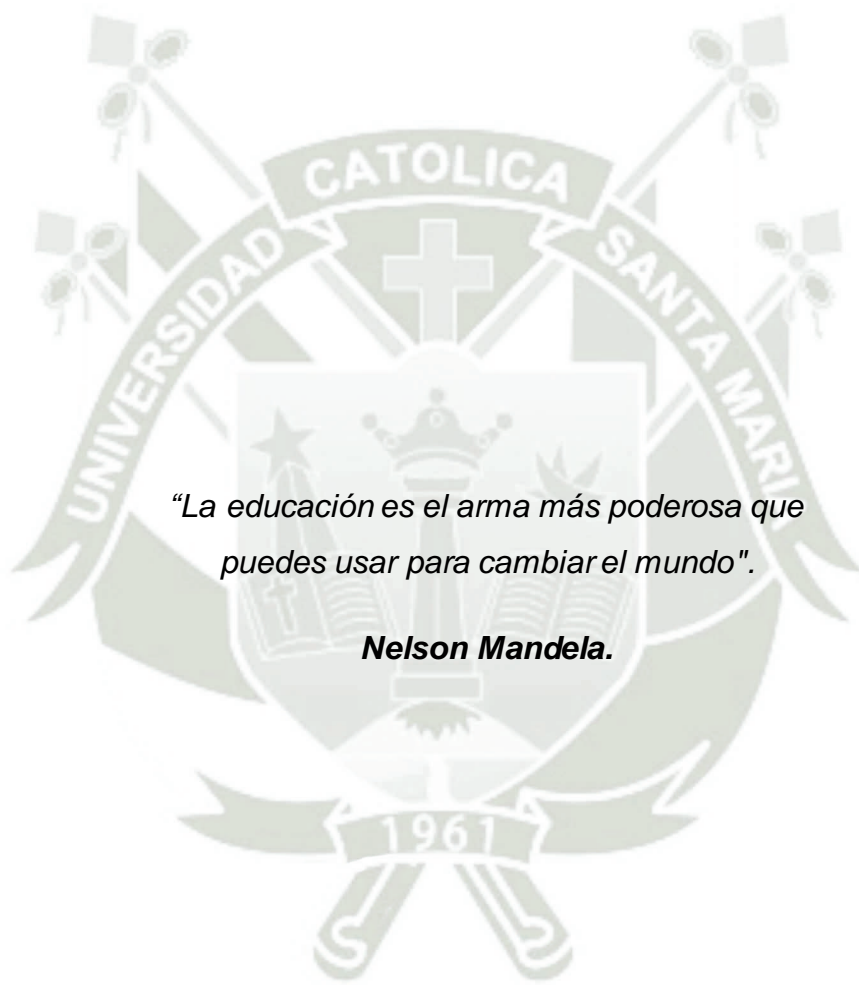 UNIVERSIDAD CATOLICA SANTA MARIA
“La educación es el arma más poderosa que
puedes usar para cambiar el mundo".
Nelson Mandela.
1961